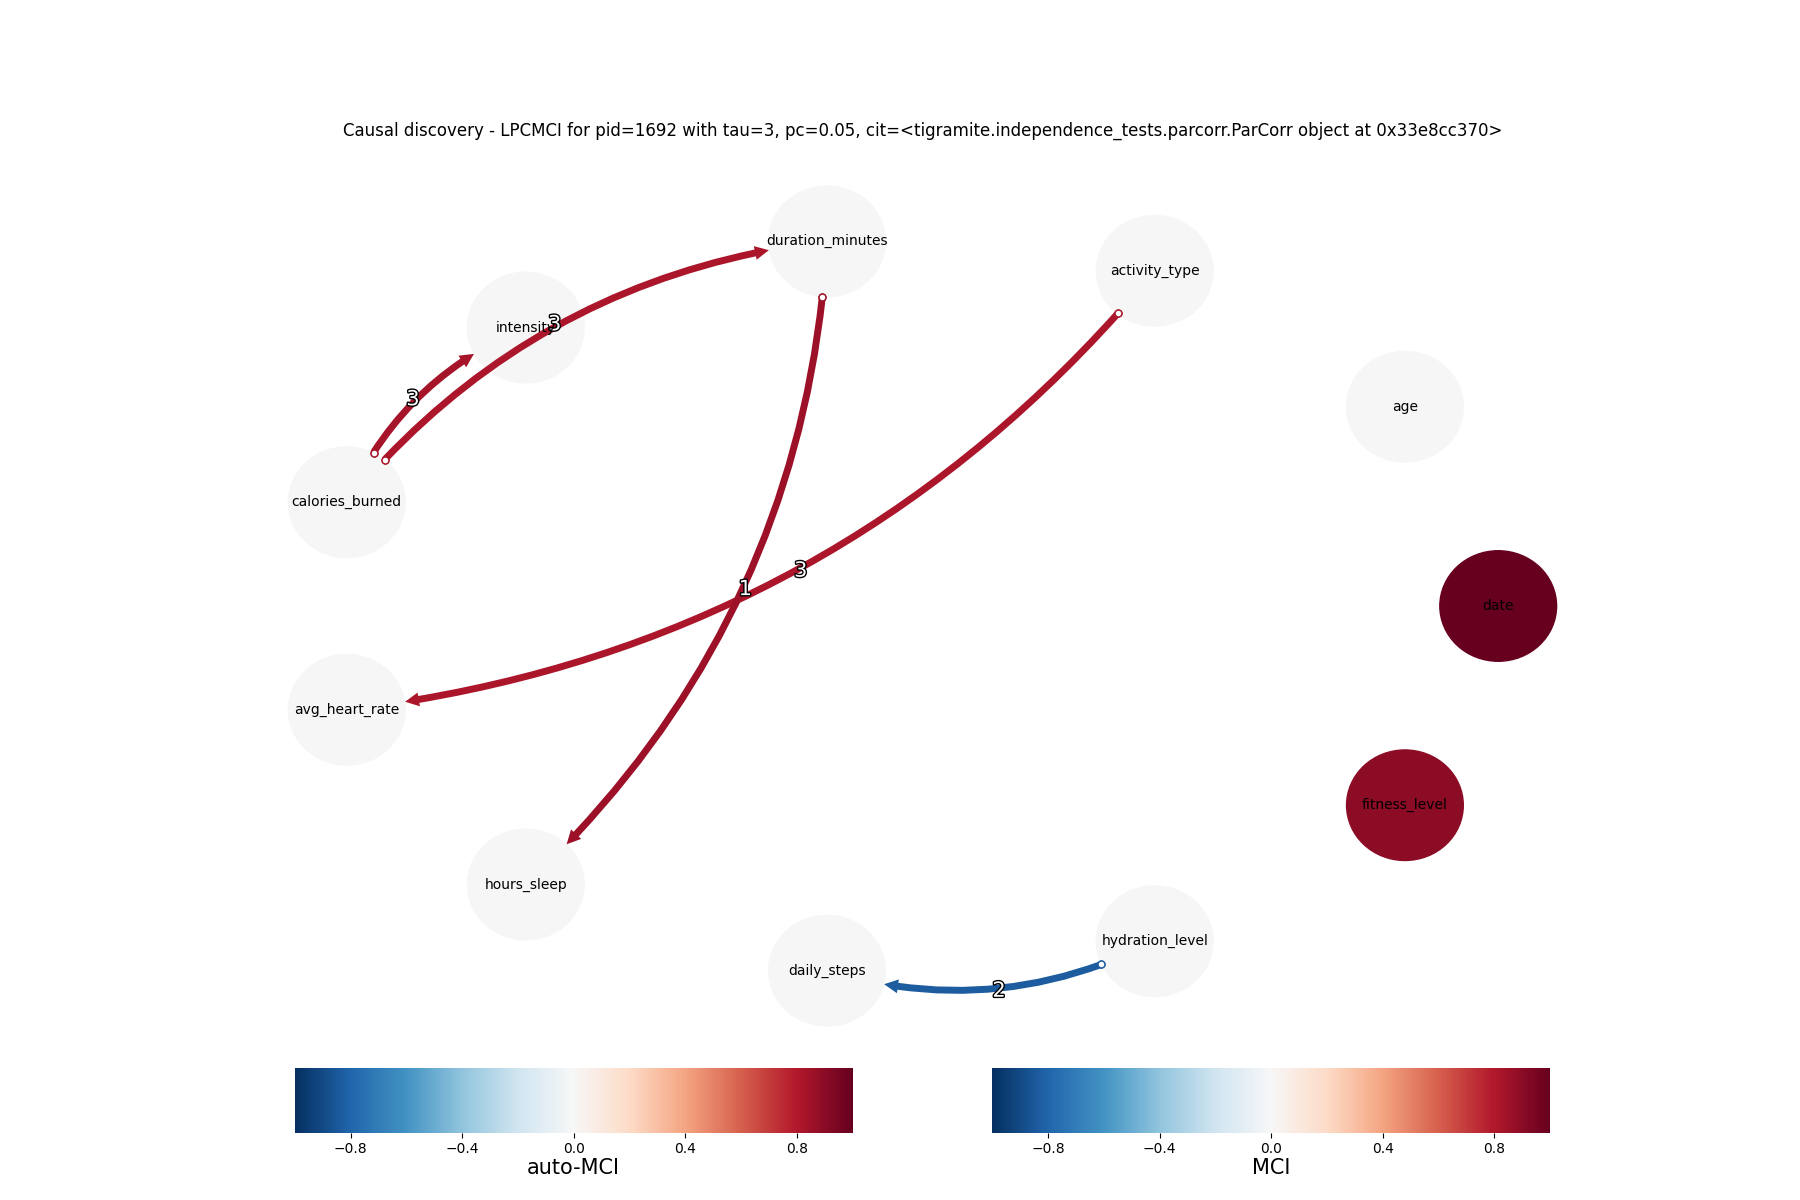 Causal discovery - LPCMCI for pid=1692 with tau=3, pc=0.05, cit=<tigramite.independence_tests.parcorr.ParCorr object at 0x33e8cc370>
duration_minutes
activity_type
intensity
3
3
age
calories_burned
3
1
date
avg_heart_rate
fitness_level
hours_sleep
hydration_level
daily_steps
2
−0.8 −0.4 0.0 0.4 0.8
auto-MCI
−0.8 −0.4 0.0 0.4 0.8
MCI